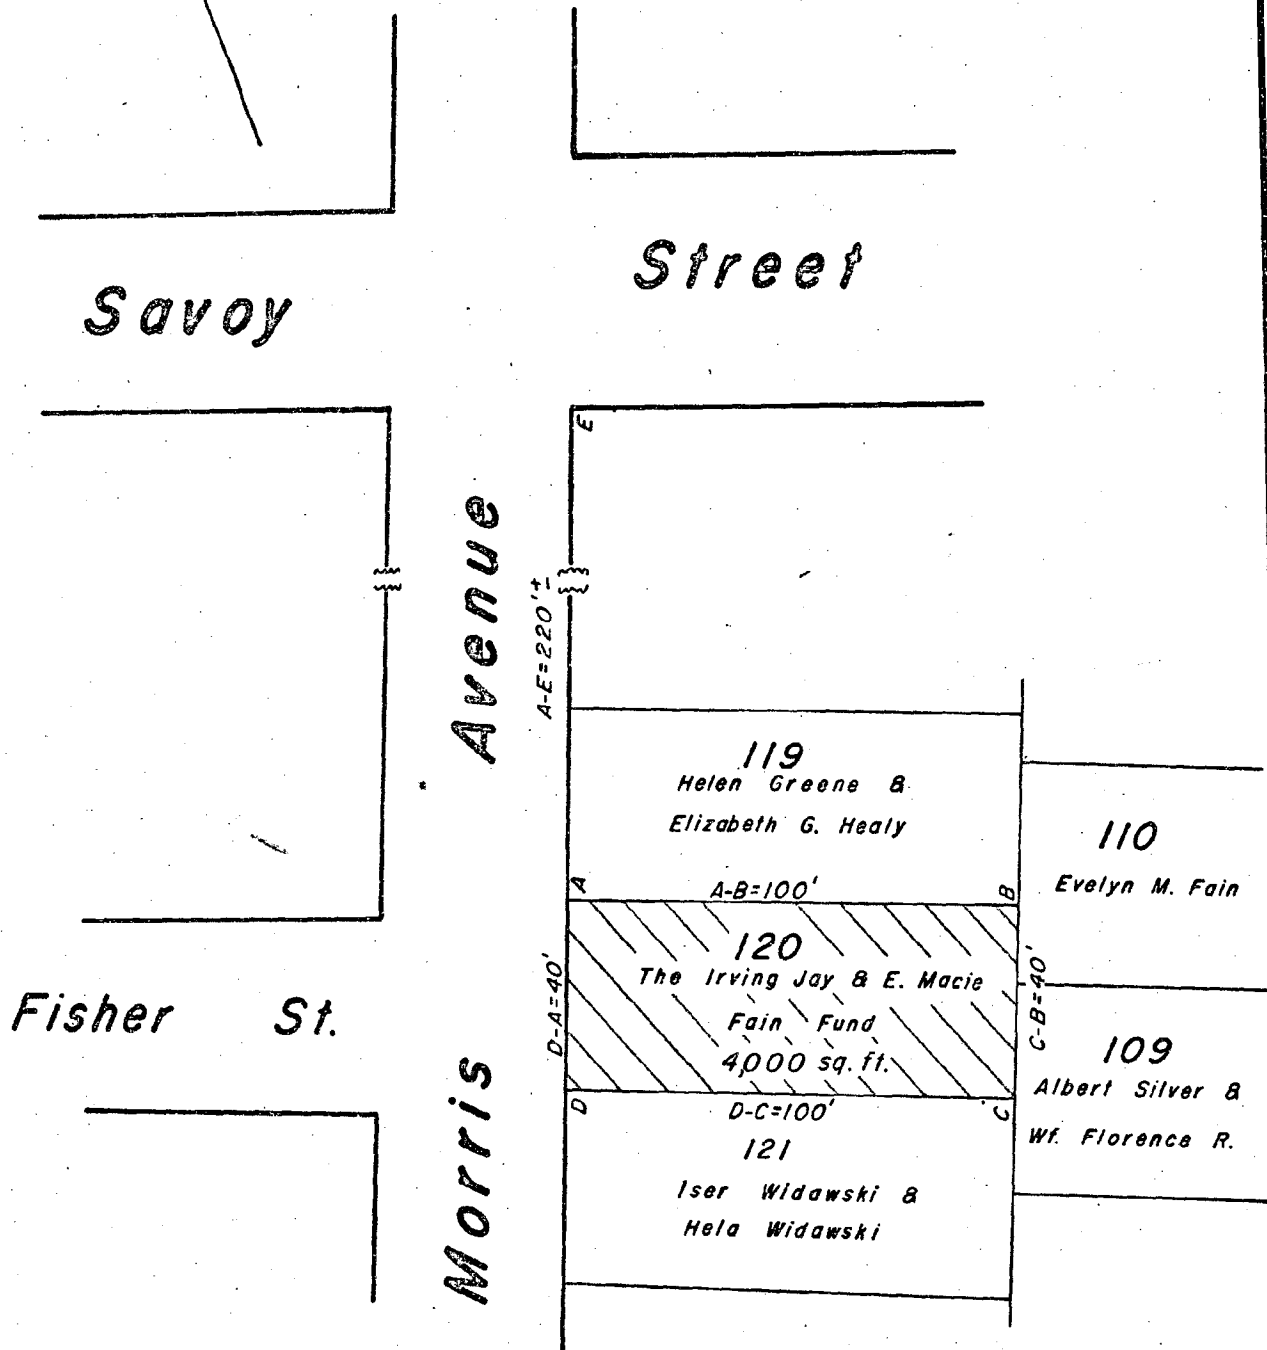 Savoy Street
E
Avenue
A-E=220'±
119
Helen Greene &
Elizabeth G. Healy
110
Evelyn M. Fain
A
A-B=100'
B
120
The Irving Jay & E. Macie
Fain Fund
4,000 sq. ft.
D-A=40'
C-B=40'
Fisher St.
109
Albert Silver &
Wf. Florence R.
D
D-C=100'
C
Morris
121
Iser Widawski &
Hela Widawski